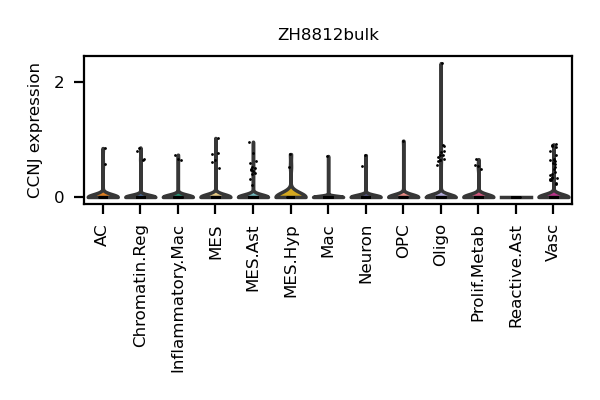 ZH8812bulk
CCNJ expression
2
0
AC
Chromatin.Reg
Inflammatory.Mac
MES
MES.Ast
MES.Hyp
Mac
Neuron
OPC
Oligo
Prolif.Metab
Reactive.Ast
Vasc